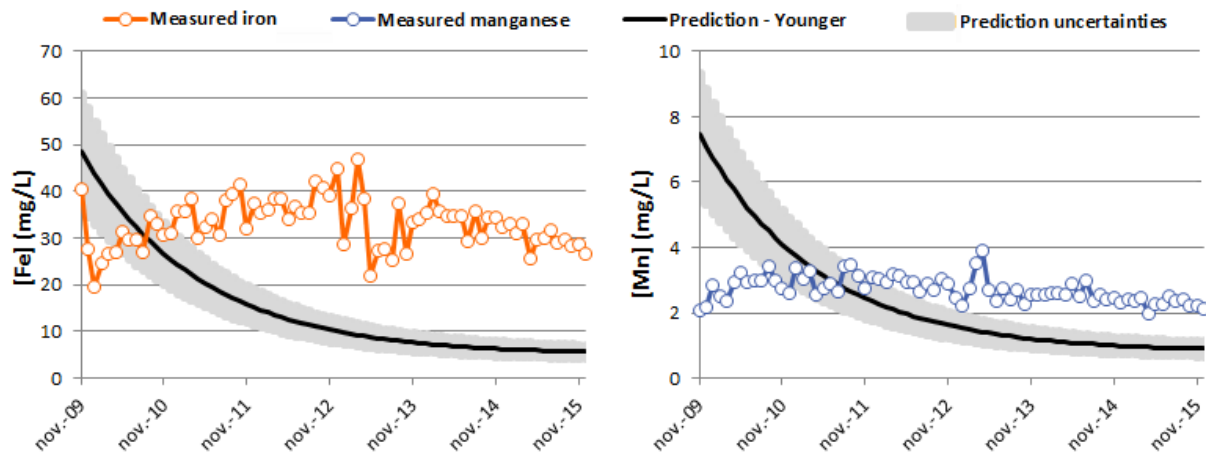 Measured iron Measured manganese Prediction - Younger Prediction uncertainties
[Fe] (mg/L)
70
60
50
40
30
20
10
0
nov.-09 nov.-10 nov.-11 nov.-12 nov.-13 nov.-14 nov.-15
[Mn] (mg/L)
10
8
6
4
2
0
nov.-09 nov.-10 nov.-11 nov.-12 nov.-13 nov.-14 nov.-15